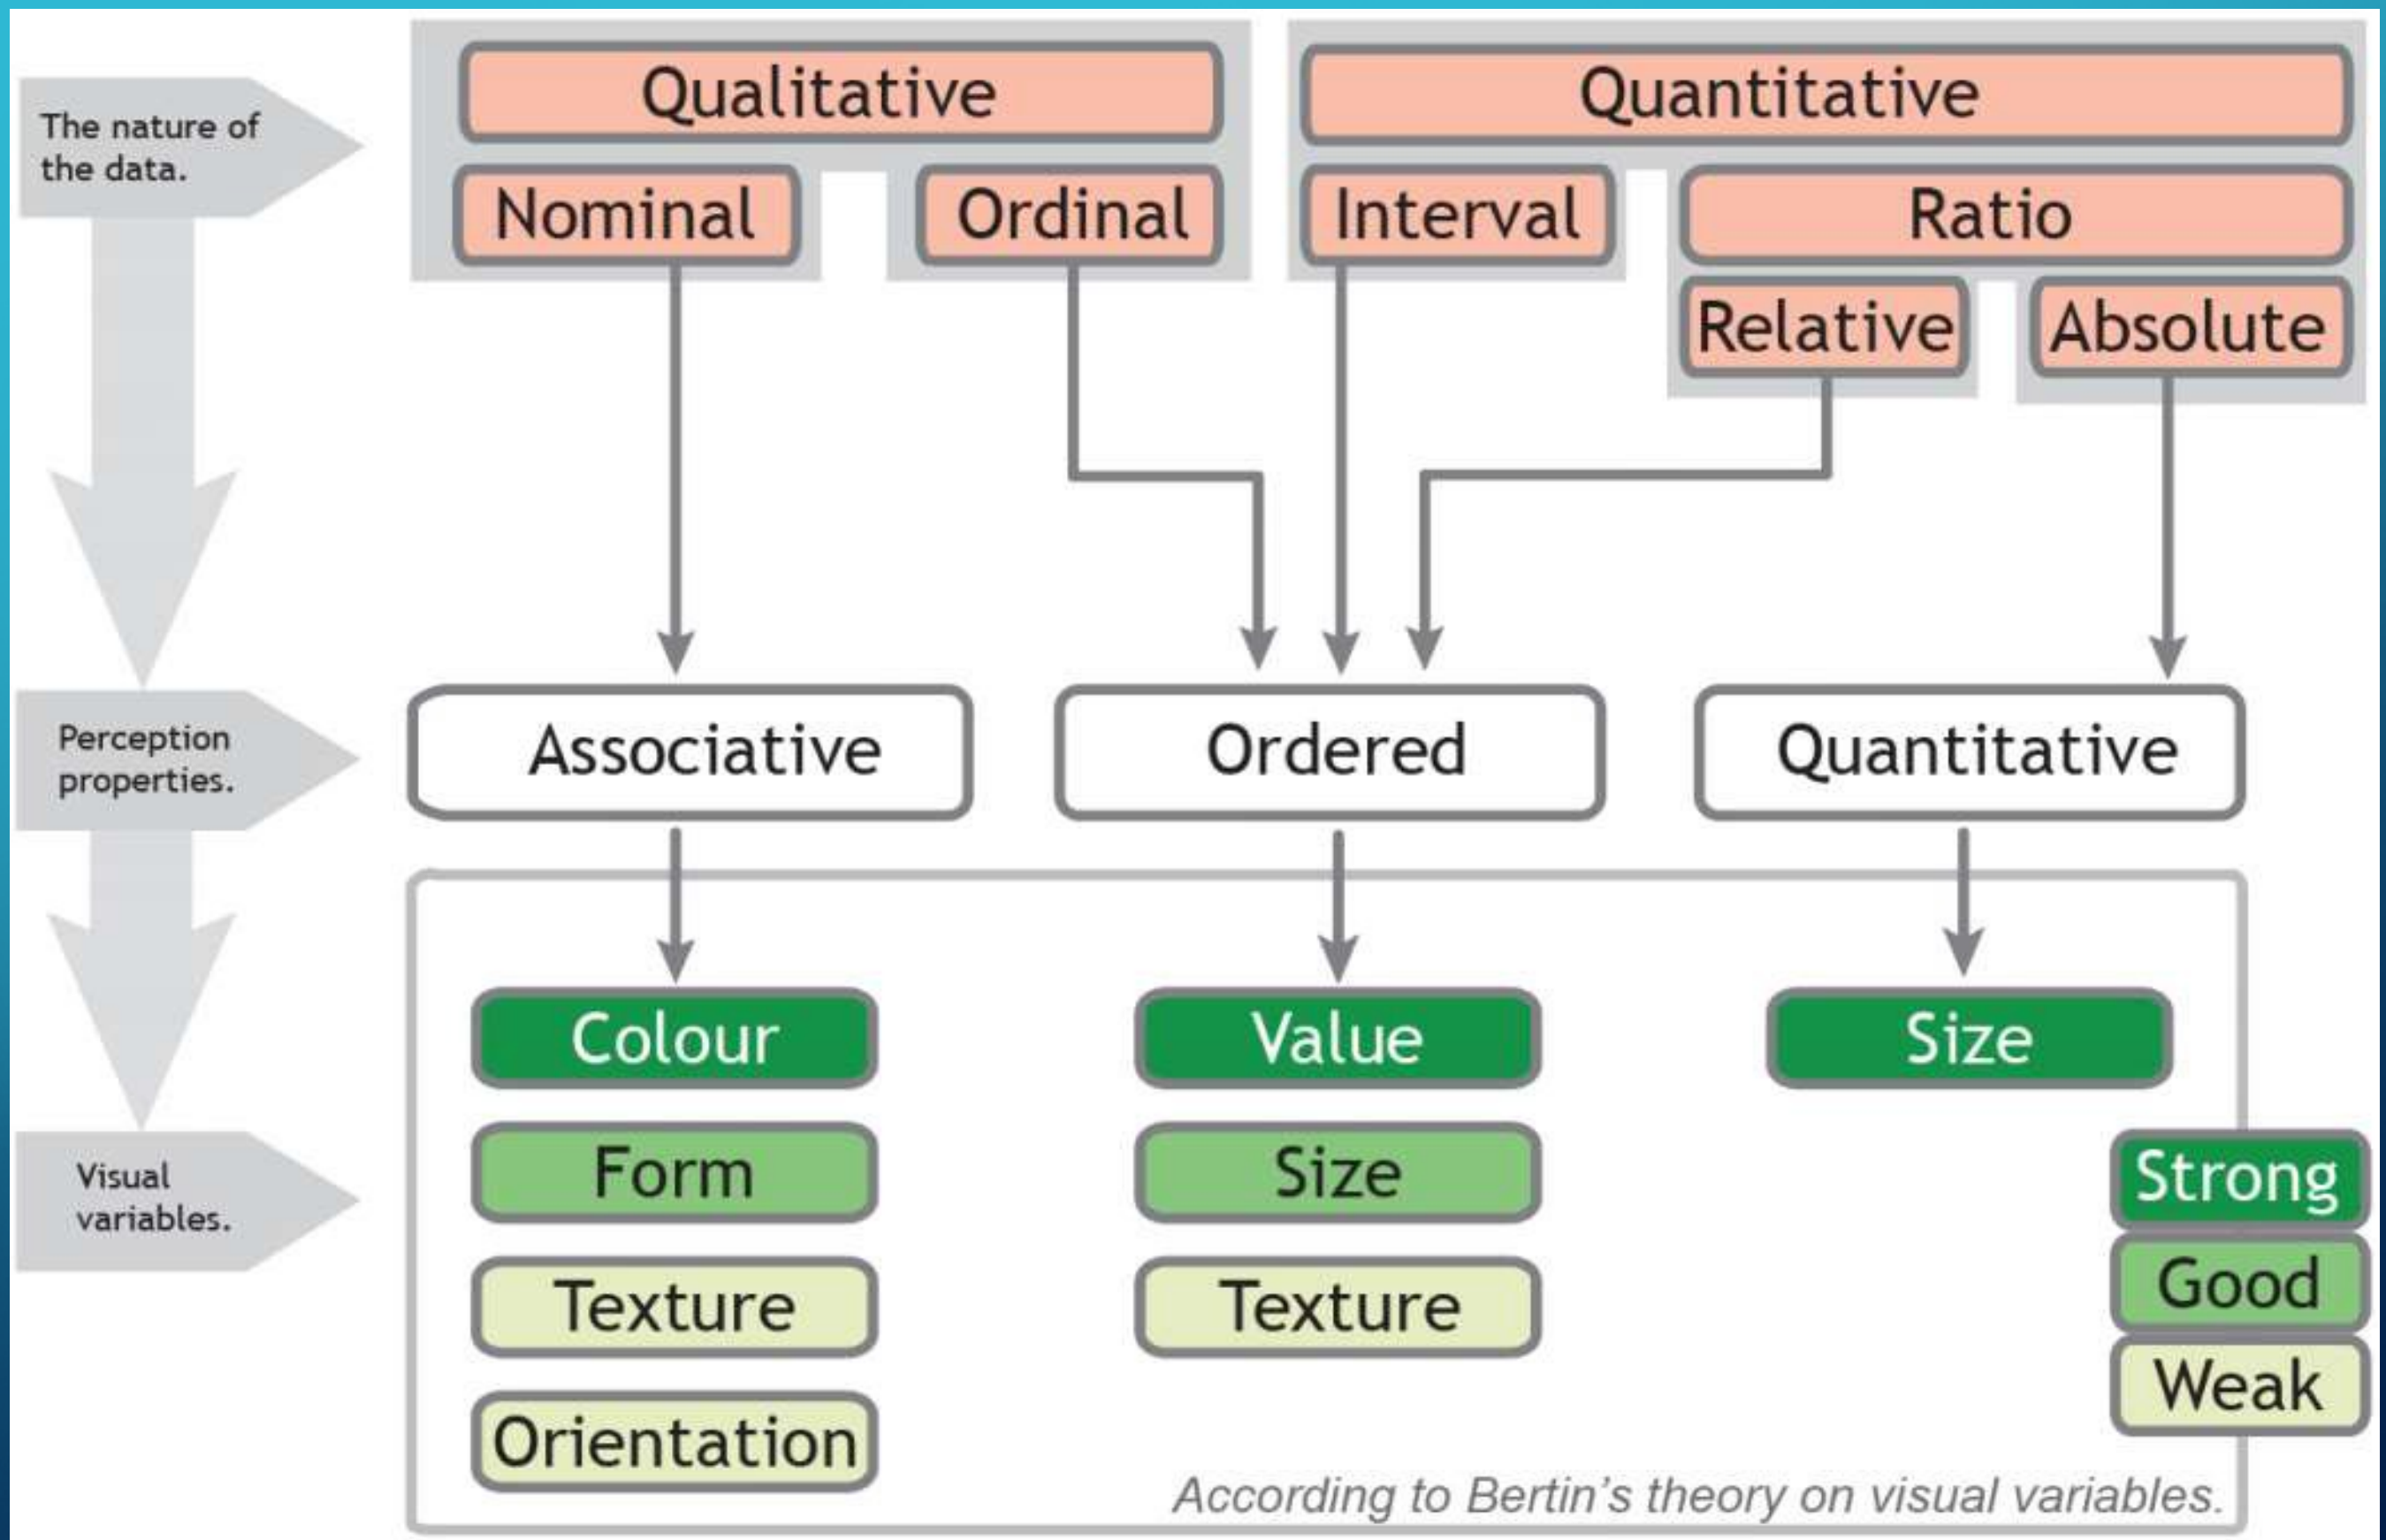 The nature of
the data.
Qualitative
Quantitative
Nominal
Ordinal
Interval
Ratio
Relative
Absolute
Perception
properties.
Associative
Ordered
Quantitative
Visual
variables.
Colour
Value
Size
Form
Size
Texture
Texture
Orientation
Strong
Good
Weak
According to Bertin's theory on visual variables.